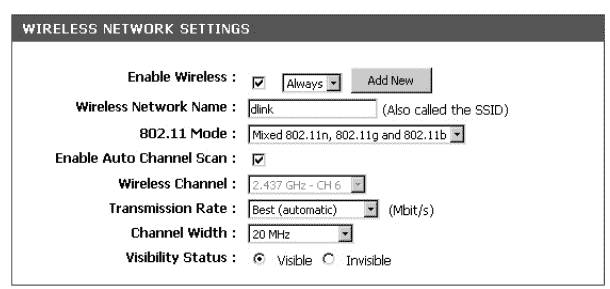 WIRELESS NETWORK SETTINGS
Enable Wireless : Always Add New
Wireless Network Name : dlink (Also called the SSID)
802.11 Mode : Mixed 802.11n, 802.11g and 802.11b
Enable Auto Channel Scan :
Wireless Channel : 2.437 GHz - CH 6
Transmission Rate : Best (automatic) (Mbit/s)
Channel Width : 20 MHz
Visibility Status : Visible Invisible